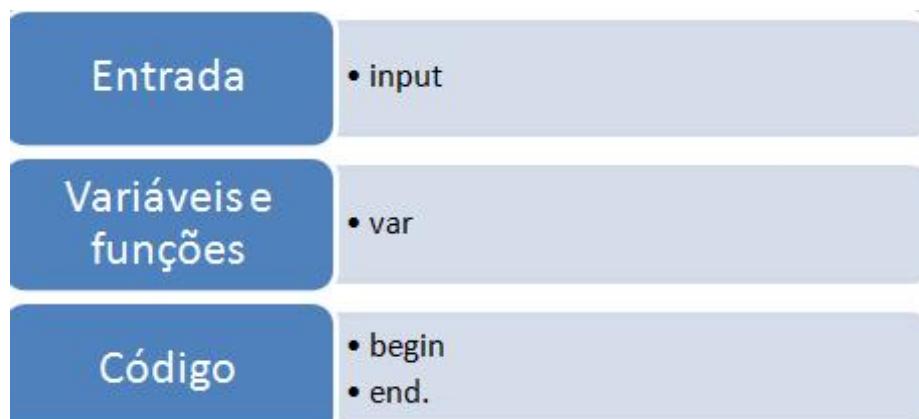 Entrada
• input
Variáveis e
funções
• var
Código
• begin
• end.